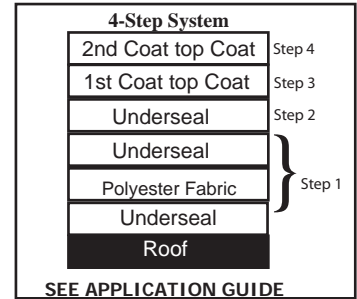 4-Step System
2nd Coat top Coat Step 4
1st Coat top Coat Step 3
Underseal Step 2
Underseal
Polyester Fabric Step 1
Underseal
Roof
SEE APPLICATION GUIDE